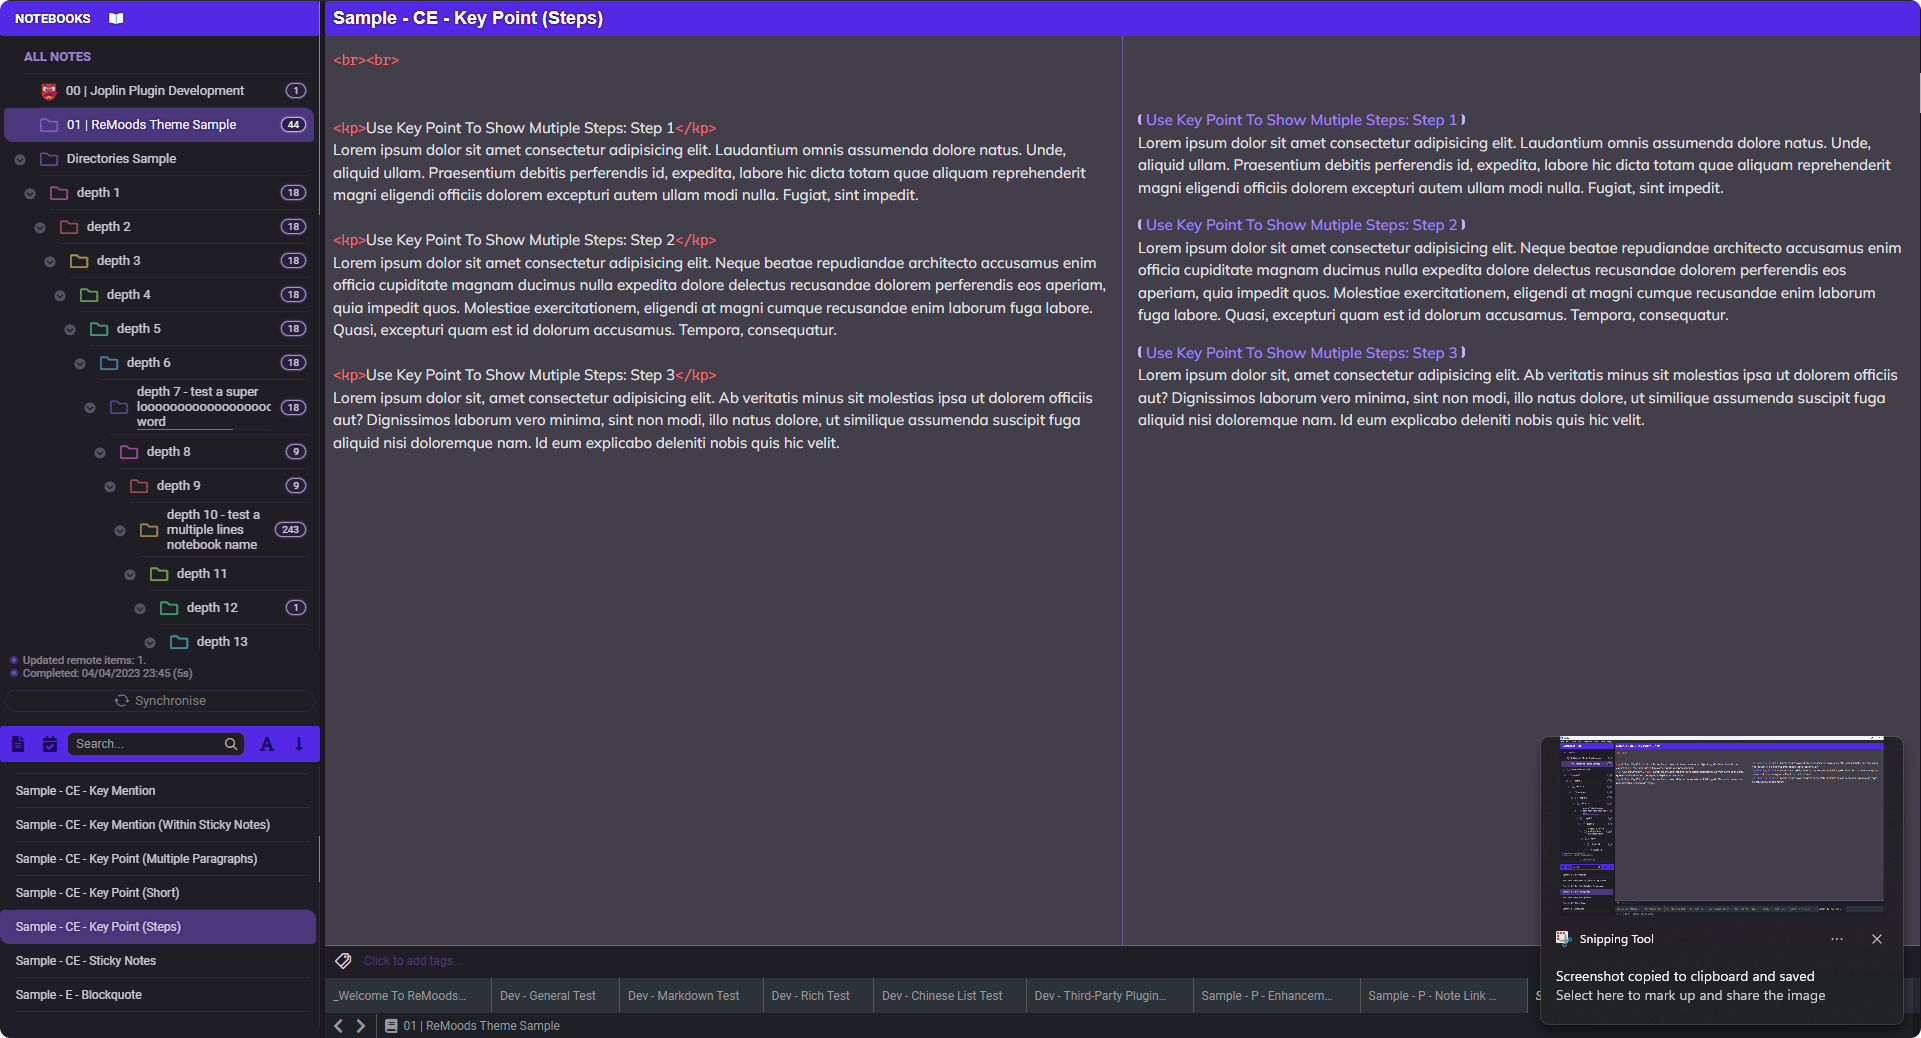 NOTEBOOKS
ALL NOTES
00 | Joplin Plugin Development 1
01 | ReMoods Theme Sample 44
Directories Sample
depth 1 18
depth 2 18
depth 3 18
depth 4 18
depth 5 18
depth 6 18
depth 7 - test a super
looooooooooooooooooc 18
word
depth 8 9
depth 9 9
depth 10 - test a
multiple lines 243
notebook name
depth 11
depth 12 1
depth 13
Updated remote items: 1.
Completed: 04/04/2023 23:45 (5s)
Synchronise
Search...
A
Sample - CE - Key Mention
Sample - CE - Key Mention (Within Sticky Notes)
Sample - CE - Key Point (Multiple Paragraphs)
Sample - CE - Key Point (Short)
Sample - CE - Key Point (Steps)
Sample - CE - Sticky Notes
Sample - E - Blockquote
Sample - CE - Key Point (Steps)
<br><br>
<kp>Use Key Point To Show Mutiple Steps: Step 1</kp>
Lorem ipsum dolor sit amet consectetur adipisicing elit. Laudantium omnis assumenda dolore natus. Unde,
aliquid ullam. Praesentium debitis perferendis id, expedita, labore hic dicta totam quae aliquam reprehenderit
magni eligendi officiis dolorem excepturi autem ullam modi nulla. Fugiat, sint impedit.
<kp>Use Key Point To Show Mutiple Steps: Step 2</kp>
Lorem ipsum dolor sit amet consectetur adipisicing elit. Neque beatae repudiandae architecto accusamus enim
officia cupiditate magnam ducimus nulla expedita dolore delectus recusandae dolorem perferendis eos aperiam,
quia impedit quos. Molestiae exercitationem, eligendi at magni cumque recusandae enim laborum fuga labore.
Quasi, excepturi quam est id dolorum accusamus. Tempora, consequatur.
<kp>Use Key Point To Show Mutiple Steps: Step 3</kp>
Lorem ipsum dolor sit, amet consectetur adipisicing elit. Ab veritatis minus sit molestias ipsa ut dolorem officiis
aut? Dignissimos laborum vero minima, sint non modi, illo natus dolore, ut similique assumenda suscipit fuga
aliquid nisi doloremque nam. Id eum explicabo deleniti nobis quis hic velit.
Use Key Point To Show Mutiple Steps: Step 1
Lorem ipsum dolor sit amet consectetur adipisicing elit. Laudantium omnis assumenda dolore natus. Unde,
aliquid ullam. Praesentium debitis perferendis id, expedita, labore hic dicta totam quae aliquam reprehenderit
magni eligendi officiis dolorem excepturi autem ullam modi nulla. Fugiat, sint impedit.
Use Key Point To Show Mutiple Steps: Step 2
Lorem ipsum dolor sit amet consectetur adipisicing elit. Neque beatae repudiandae architecto accusamus enim
officia cupiditate magnam ducimus nulla expedita dolore delectus recusandae dolorem perferendis eos
aperiam, quia impedit quos. Molestiae exercitationem, eligendi at magni cumque recusandae enim laborum
fuga labore. Quasi, excepturi quam est id dolorum accusamus. Tempora, consequatur.
Use Key Point To Show Mutiple Steps: Step 3
Lorem ipsum dolor sit, amet consectetur adipisicing elit. Ab veritatis minus sit molestias ipsa ut dolorem officiis
aut? Dignissimos laborum vero minima, sint non modi, illo natus dolore, ut similique assumenda suscipit fuga
aliquid nisi doloremque nam. Id eum explicabo deleniti nobis quis hic velit.
Click to add tags...
_Welcome To ReMoods... Dev - General Test Dev - Markdown Test Dev - Rich Test Dev - Chinese List Test Dev - Third-Party Plugin... Sample - P - Enhancem... Sample - P - Note Link ... S
01 | ReMoods Theme Sample
Snipping Tool
Screenshot copied to clipboard and saved
Select here to mark up and share the image